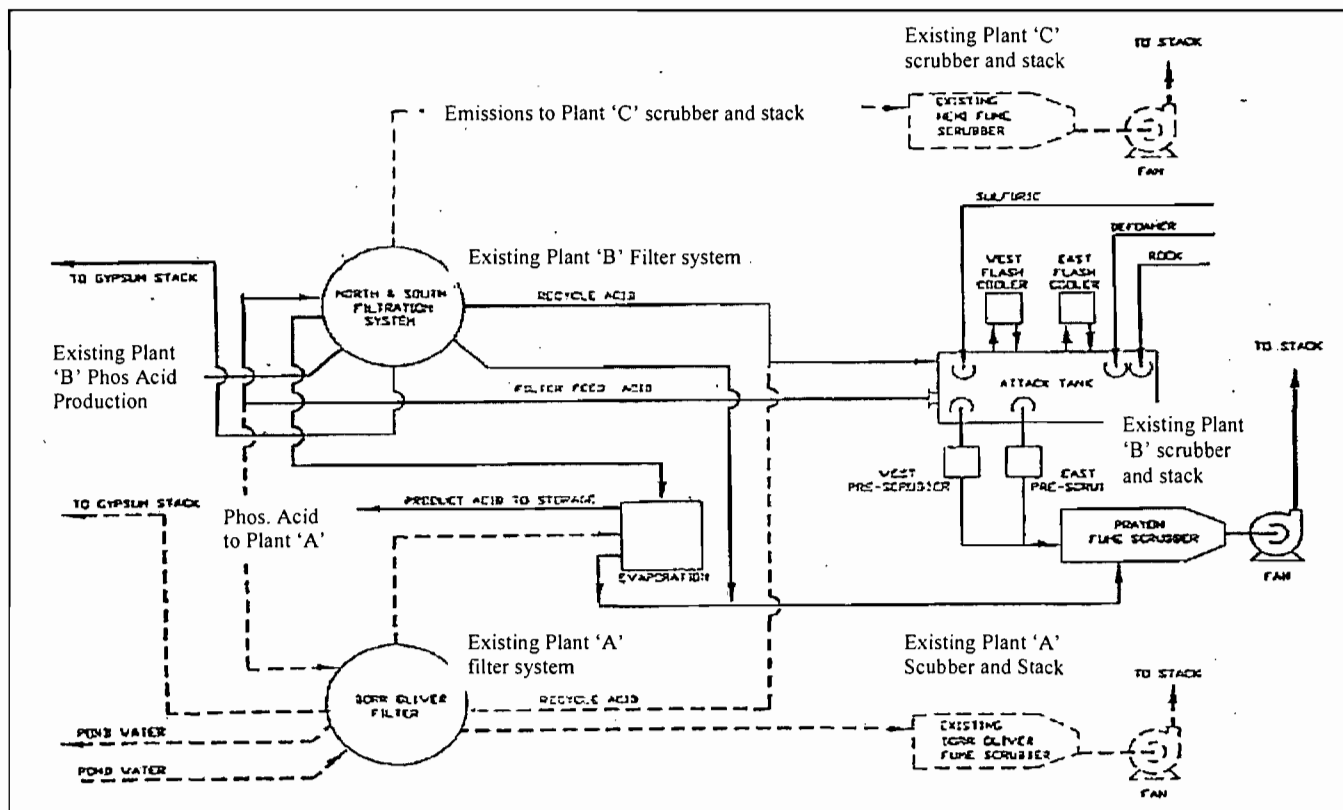 Existing Plant ‘C’
scrubber and stack
TO STACK
Emissions to Plant ‘C’ scrubber and stack
EXISTING
HEMI FUME
SCRUBBER
FAN
SULFURIC
DEFOAMER
ROCK
WEST
FLASH
COOLER
EAST
FLASH
COOLER
TO GYPSUM STACK
Existing Plant ‘B’ Filter system
NORTH & SOUTH
FILTRATION
SYSTEM
RECYCLE ACID
TO STACK
Existing Plant
‘B’ Phos Acid
Production
FILTER FEED ACID
ATTACK TANK
Existing Plant
‘B’ scrubber
and stack
WEST
PRE-SCRUBBER
EAST
PRE-SCRUB
TO GYPSUM STACK
PRODUCT ACID TO STORAGE
Phos. Acid
to Plant ‘A’
EVAPORATION
PRAYON
FUME SCRUBBER
FAN
Existing Plant ‘A’
filter system
Existing Plant ‘A’
Scubber and Stack
DORR OLIVER
FILTER
RECYCLE ACID
TO STACK
POND WATER
POND WATER
EXISTING
DORR OLIVER
FUME SCRUBBER
FAN